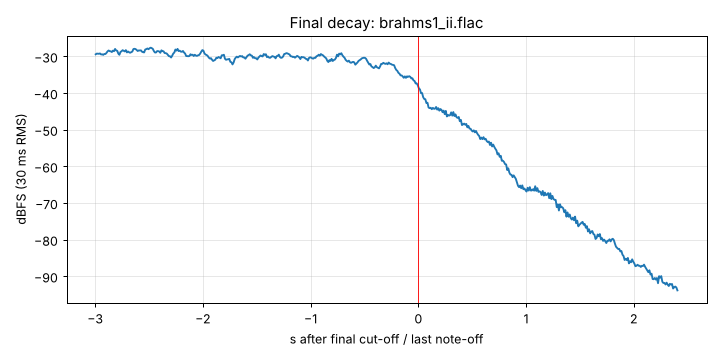 Final decay: brahms1_ii.flac
dBFS (30 ms RMS)
−30
−40
−50
−60
−70
−80
−90
−3 −2 −1 0 1 2
s after final cut-off / last note-off